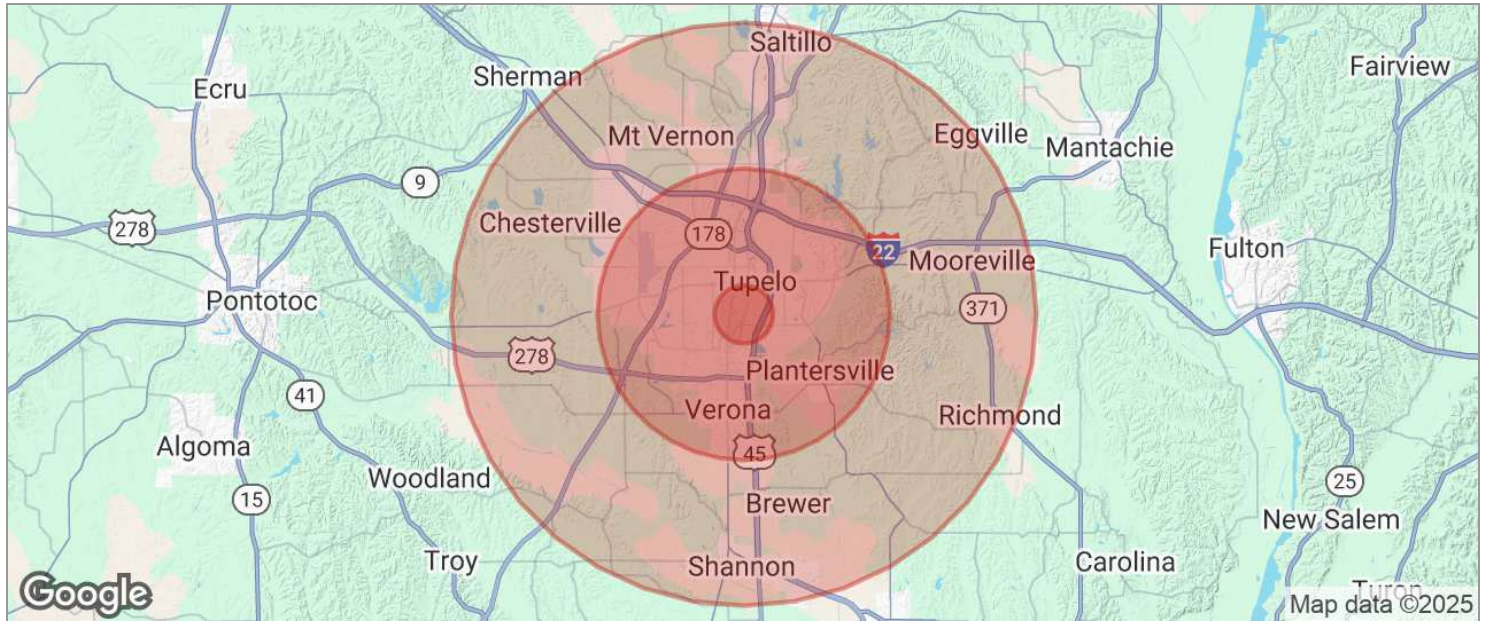 Saltillo
Fairview
Sherman
Ecru
Mt Vernon
Eggville
Mantachie
9
Chesterville
278
178
22
Fulton
Mooreville
Tupelo
Pontotoc
371
278
Plantersville
41
Verona
Richmond
Algoma
45
Woodland
25
15
Brewer
New Salem
Troy
Shannon
Carolina
Turon
Google
Map data ©2025